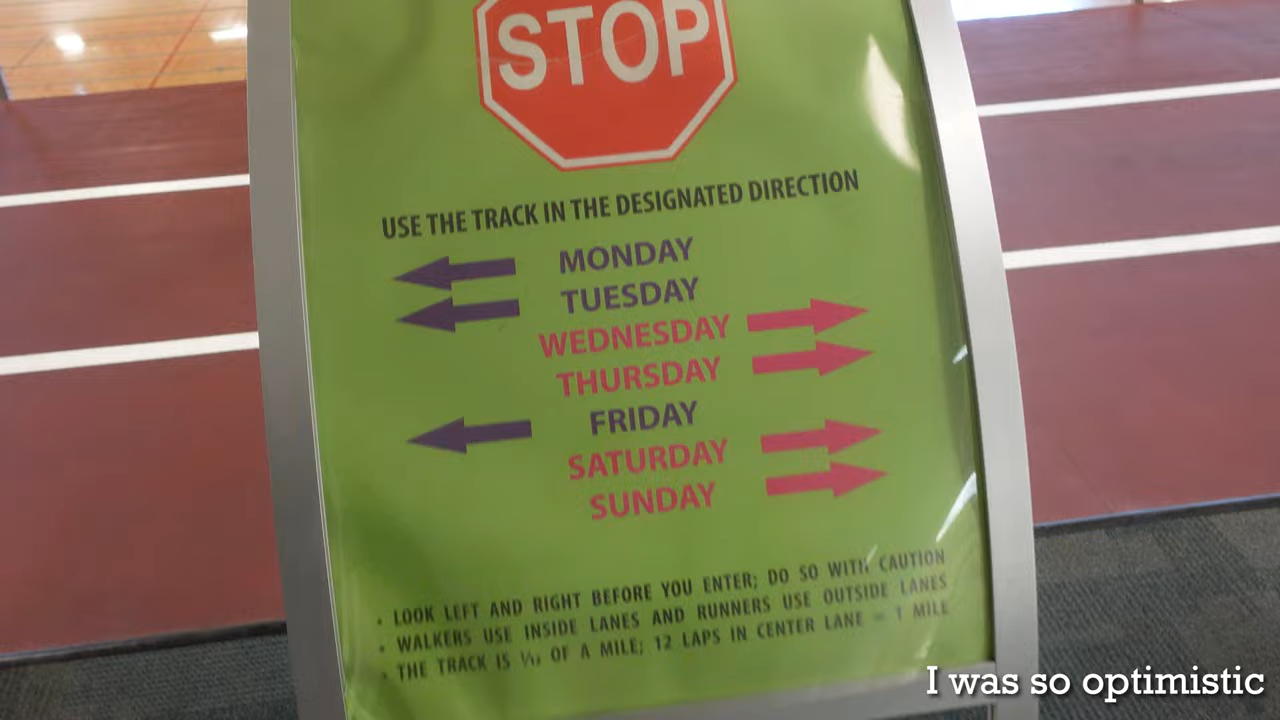 STOP
USE THE TRACK IN THE DESIGNATED DIRECTION
MONDAY
TUESDAY
WEDNESDAY
THURSDAY
FRIDAY
SATURDAY
SUNDAY
• LOOK LEFT AND RIGHT BEFORE YOU ENTER; DO SO WITH CAUTION
• WALKERS USE INSIDE LANES AND RUNNERS USE OUTSIDE LANES
• THE TRACK IS 1/12 OF A MILE; 12 LAPS IN CENTER LANE = 1 MILE
I was so optimistic